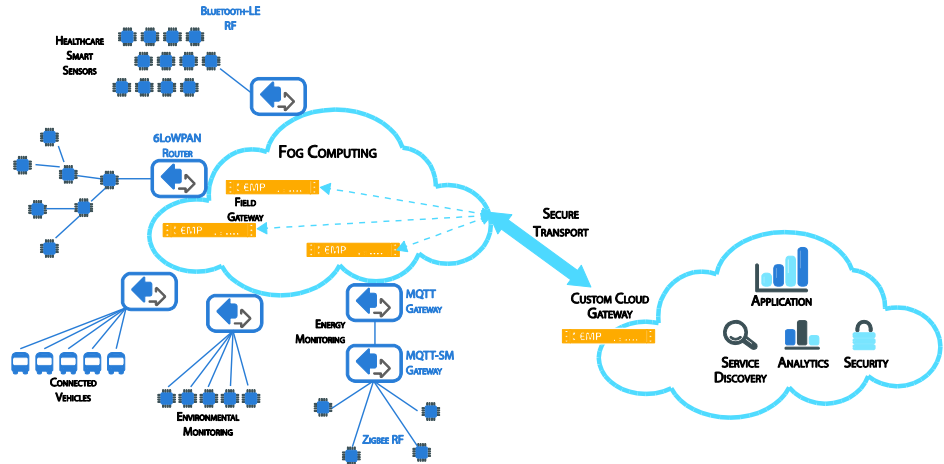 Bluetooth-LE
RF
Healthcare
Smart
Sensors
6LoWPAN
Router
Fog Computing
EMP
Field
Gateway
EMP
EMP
Secure
Transport
MQTT
Gateway
Energy
Monitoring
MQTT-SM
Gateway
Zigbee RF
Connected
Vehicles
Environmental
Monitoring
Custom Cloud
Gateway
EMP
Application
Service
Discovery
Analytics
Security